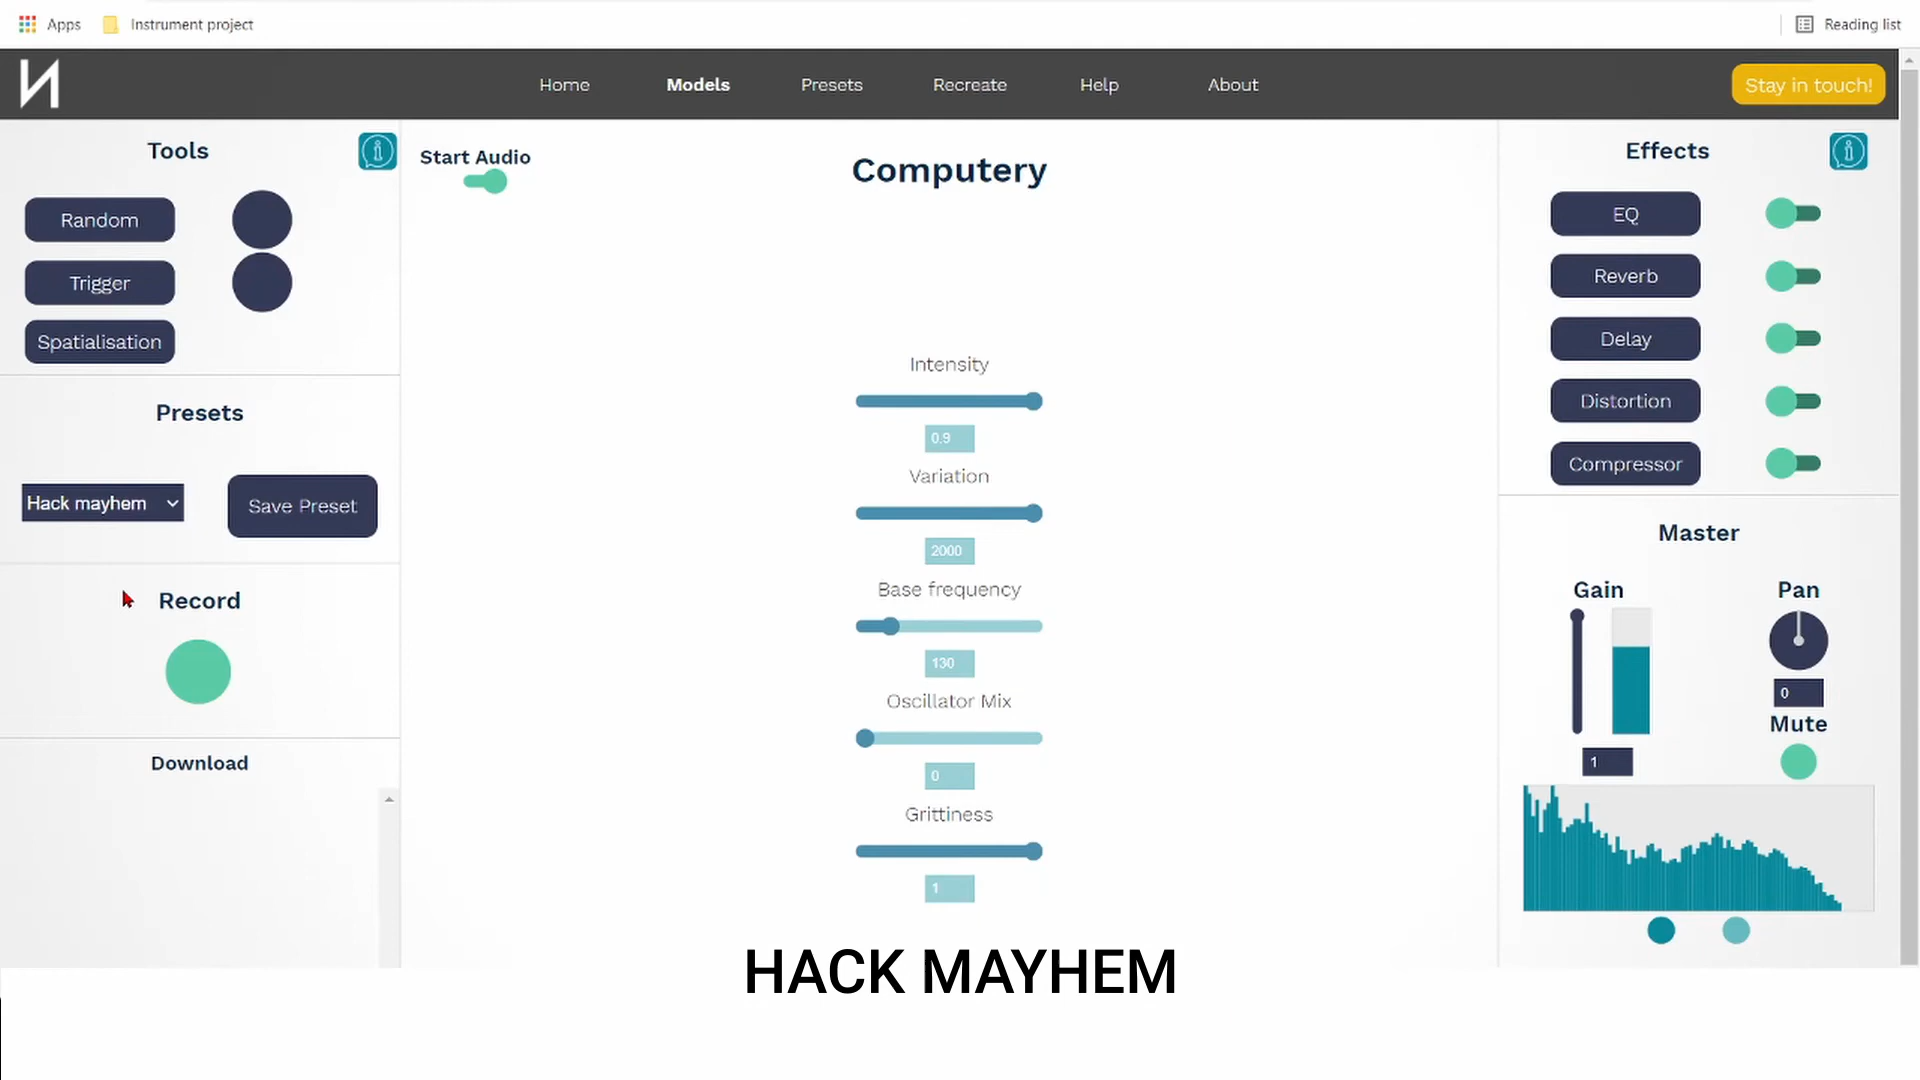 Apps
Instrument project
Reading list
Home
Models
Presets
Recreate
Help
About
Stay in touch!
Tools
Random
Trigger
Spatialisation
Presets
Hack mayhem
Save Preset
Record
Download
Start Audio
Computery
Intensity
0.9
Variation
2000
Base frequency
130
Oscillator Mix
0
Grittiness
1
Effects
EQ
Reverb
Delay
Distortion
Compressor
Master
Gain
1
Pan
0
Mute
HACK MAYHEM